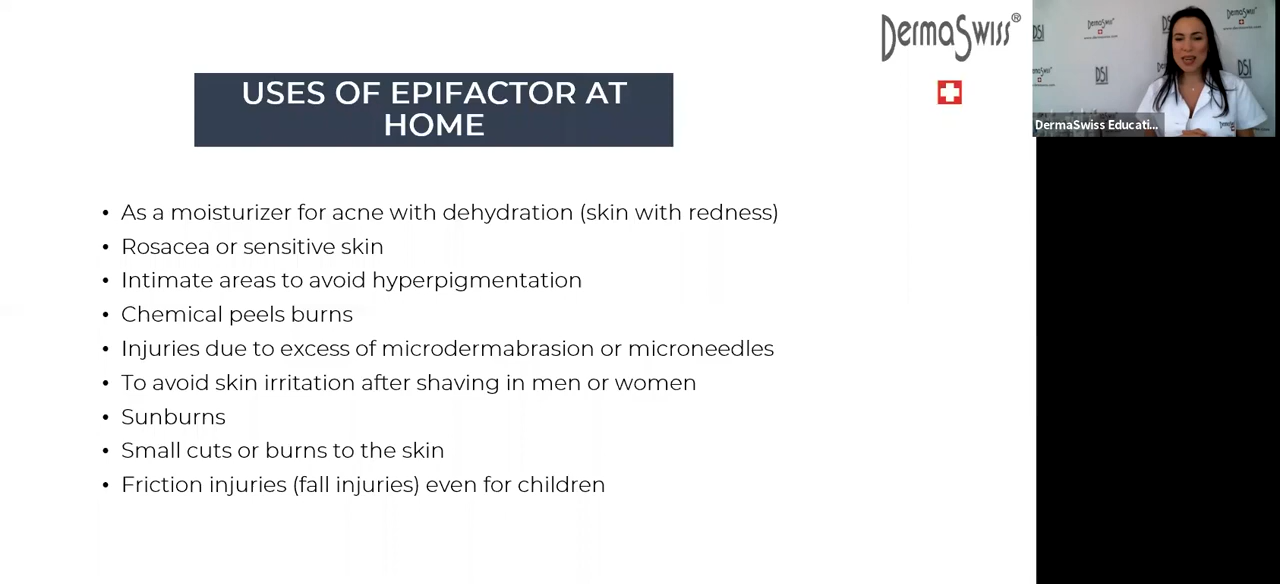 DermaSwiss®
USES OF EPIFACTOR AT
HOME
• As a moisturizer for acne with dehydration (skin with redness)
• Rosacea or sensitive skin
• Intimate areas to avoid hyperpigmentation
• Chemical peels burns
• Injuries due to excess of microdermabrasion or microneedles
• To avoid skin irritation after shaving in men or women
• Sunburns
• Small cuts or burns to the skin
• Friction injuries (fall injuries) even for children
DermaSwiss
DSI
DSI
DermaSwiss Educati...